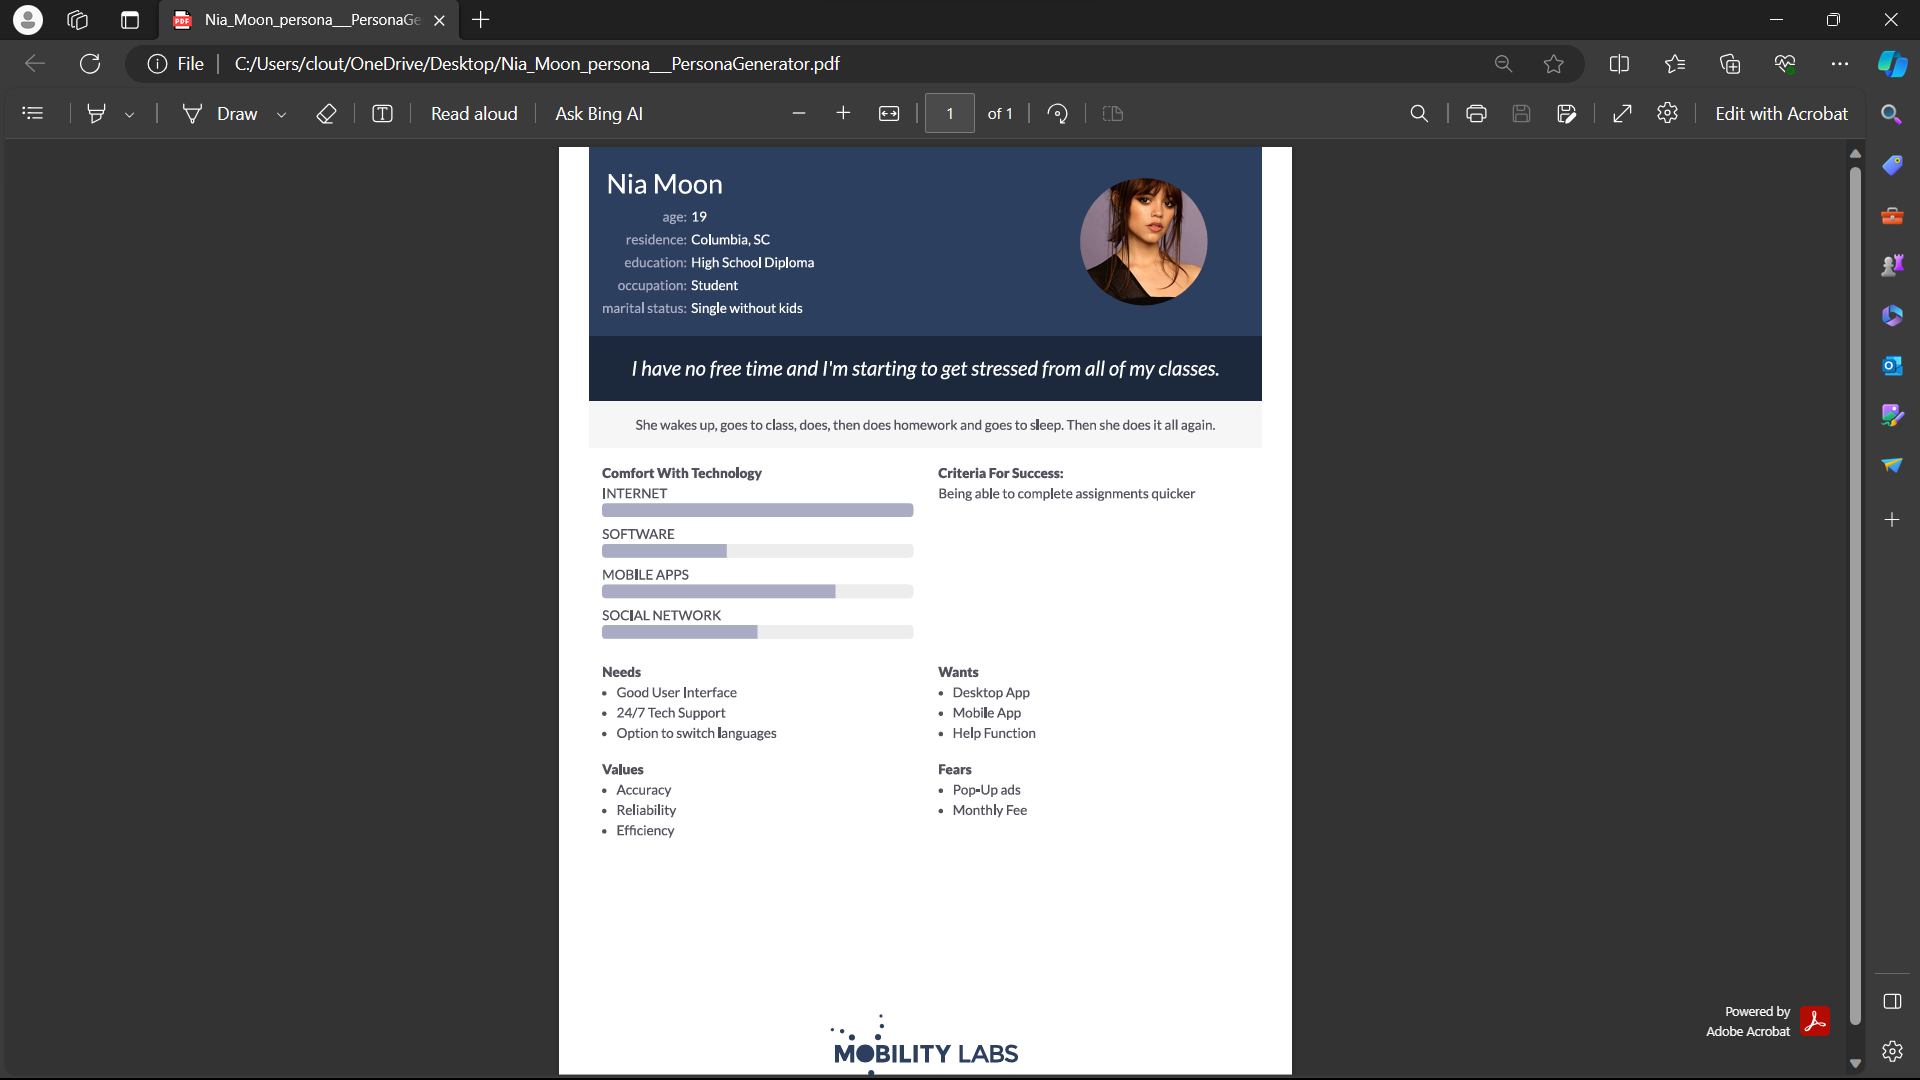 Nia_Moon_persona__PersonaGe
File
C:/Users/clout/OneDrive/Desktop/Nia_Moon_persona__PersonaGenerator.pdf
Draw
Read aloud
Ask Bing AI
1 of 1
Edit with Acrobat
Nia Moon
age: 19
residence: Columbia, SC
education: High School Diploma
occupation: Student
marital status: Single without kids
I have no free time and I'm starting to get stressed from all of my classes.
She wakes up, goes to class, does, then does homework and goes to sleep. Then she does it all again.
Comfort With Technology
INTERNET
SOFTWARE
MOBILE APPS
SOCIAL NETWORK
Criteria For Success:
Being able to complete assignments quicker
Needs
• Good User Interface
• 24/7 Tech Support
• Option to switch languages
Wants
• Desktop App
• Mobile App
• Help Function
Values
• Accuracy
• Reliability
• Efficiency
Fears
• Pop-Up ads
• Monthly Fee
MOBILITY LABS
Powered by
Adobe Acrobat